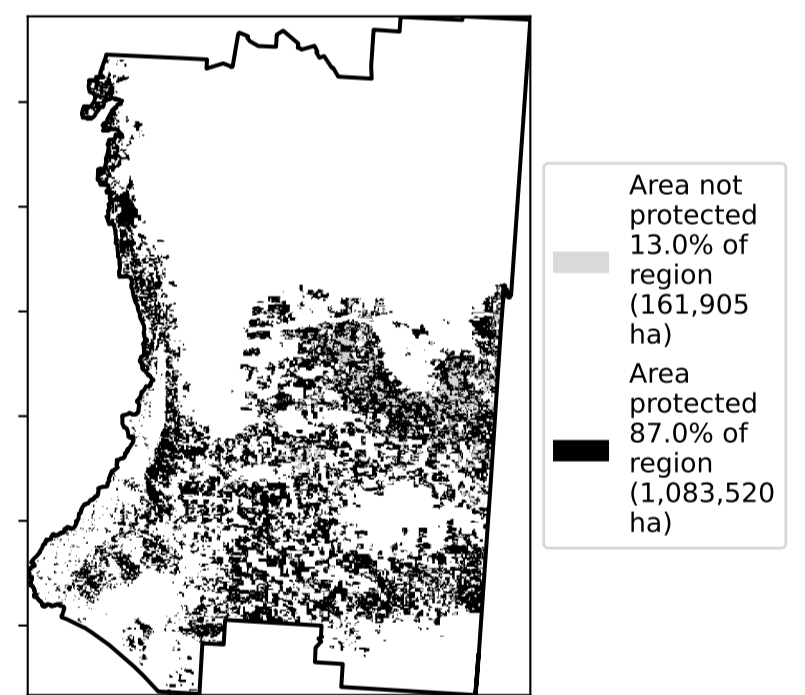 Area not
protected
13.0% of
region
(161,905
ha)
Area
protected
87.0% of
region
(1,083,520
ha)